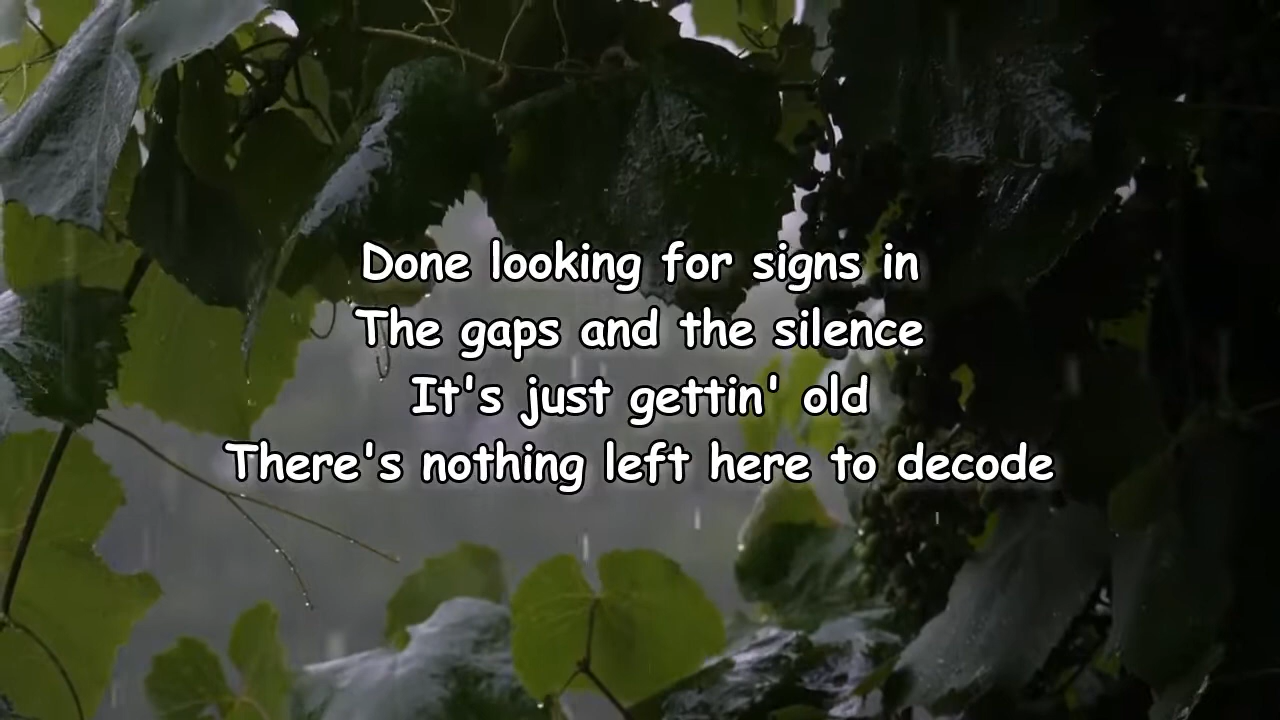 Done looking for signs in
The gaps and the silence
It's just gettin' old
There's nothing left here to decode